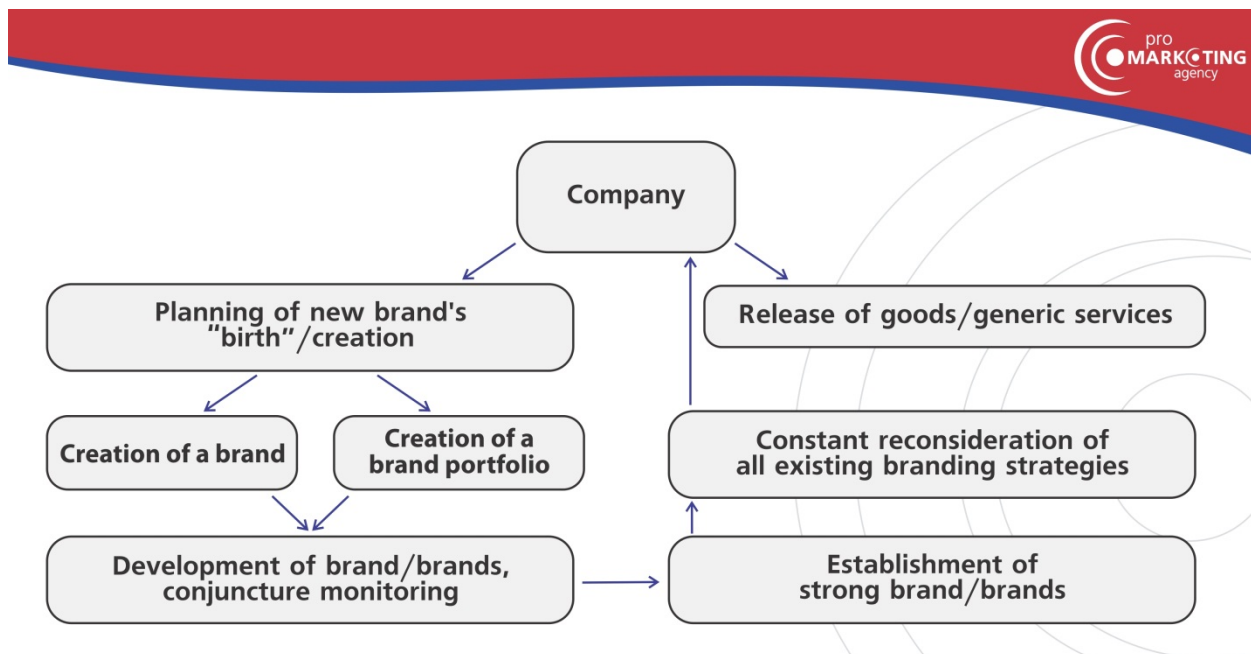 pro
MARKETING
agency
Company
Planning of new brand's
“birth”/creation
Release of goods/generic services
Creation of a brand
Creation of a
brand portfolio
Constant reconsideration of
all existing branding strategies
Development of brand/brands,
conjuncture monitoring
Establishment of
strong brand/brands